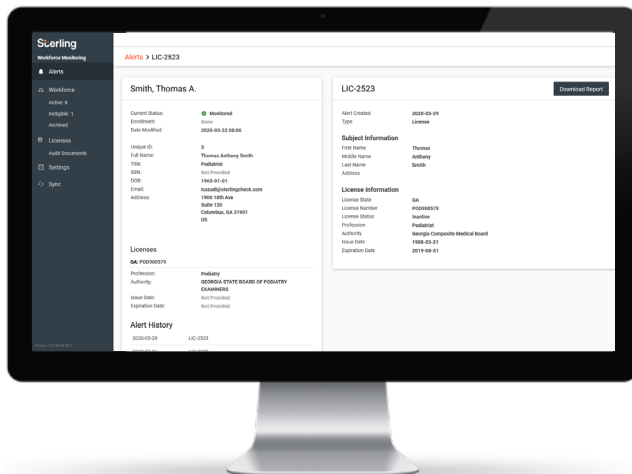 Sterling
Workforce Monitoring
Alerts
Workforce
Active: 8
Ineligible: 1
Archived
Licenses
Audit Documents
Settings
Sync
Alerts > LIC-2523
Smith, Thomas A.
Current Status: Monitored
Enrollment: None
Date Modified: 2020-05-22 08:06
Unique ID: 3
Full Name: Thomas Anthony Smith
Title: Podiatrist
SSN: Not Provided
DOB: 1965-01-01
Email: icazadi@sterlingcheck.com
Address: 1900 10th Ave
Suite 120
Columbus, GA 31901
US
Licenses
GA: POD900579
Profession: Podiatry
Authority: GEORGIA STATE BOARD OF PODIATRY
EXAMINERS
Issue Date: Not Provided
Expiration Date: Not Provided
Alert History
2020-05-29 LIC-2523
LIC-2523
Download Report
Alert Created 2020-05-29
Type License
Subject Information
First Name Thomas
Middle Name Anthony
Last Name Smith
Address
License Information
License State GA
License Number POD900579
License Status Inactive
Profession Podiatrist
Authority Georgia Composite Medical Board
Issue Date 1988-03-21
Expiration Date 2019-08-31